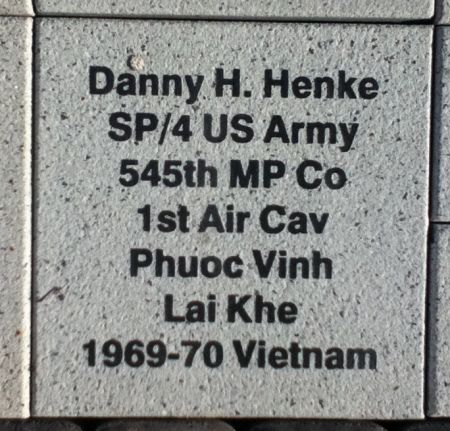 Danny H. Henke
SP/4 US Army
545th MP Co
1st Air Cav
Phuoc Vinh
Lai Khe
1969-70 Vietnam